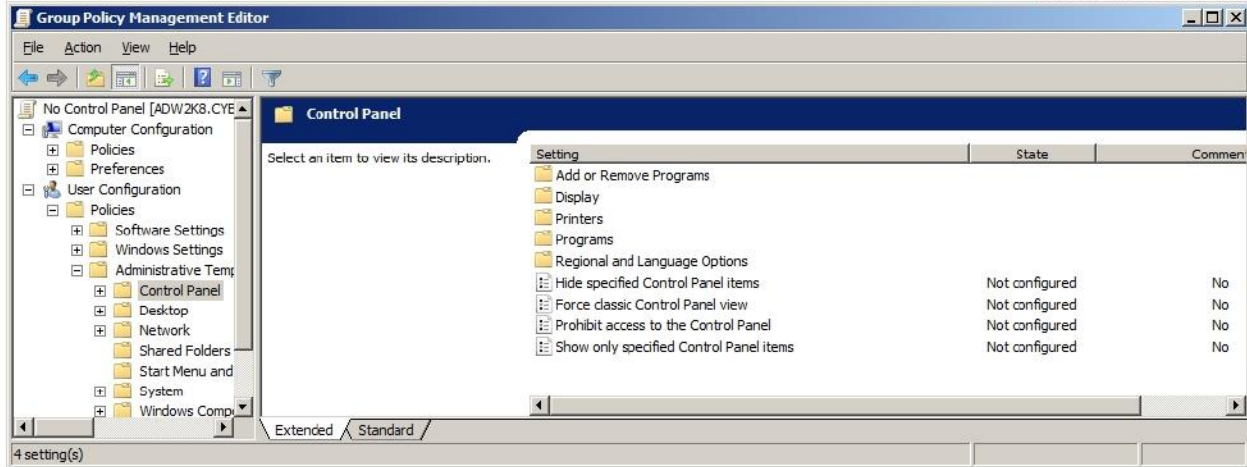 Group Policy Management Editor
File Action View Help
No Control Panel [ADW2K8.CYE
Computer Configuration
Policies
Preferences
User Configuration
Policies
Software Settings
Windows Settings
Administrative Temp
Control Panel
Desktop
Network
Shared Folders
Start Menu and
System
Windows Compo
Control Panel
Select an item to view its description.
Setting State Comment
Add or Remove Programs
Display
Printers
Programs
Regional and Language Options
Hide specified Control Panel items Not configured No
Force classic Control Panel view Not configured No
Prohibit access to the Control Panel Not configured No
Show only specified Control Panel items Not configured No
Extended Standard
4 setting(s)